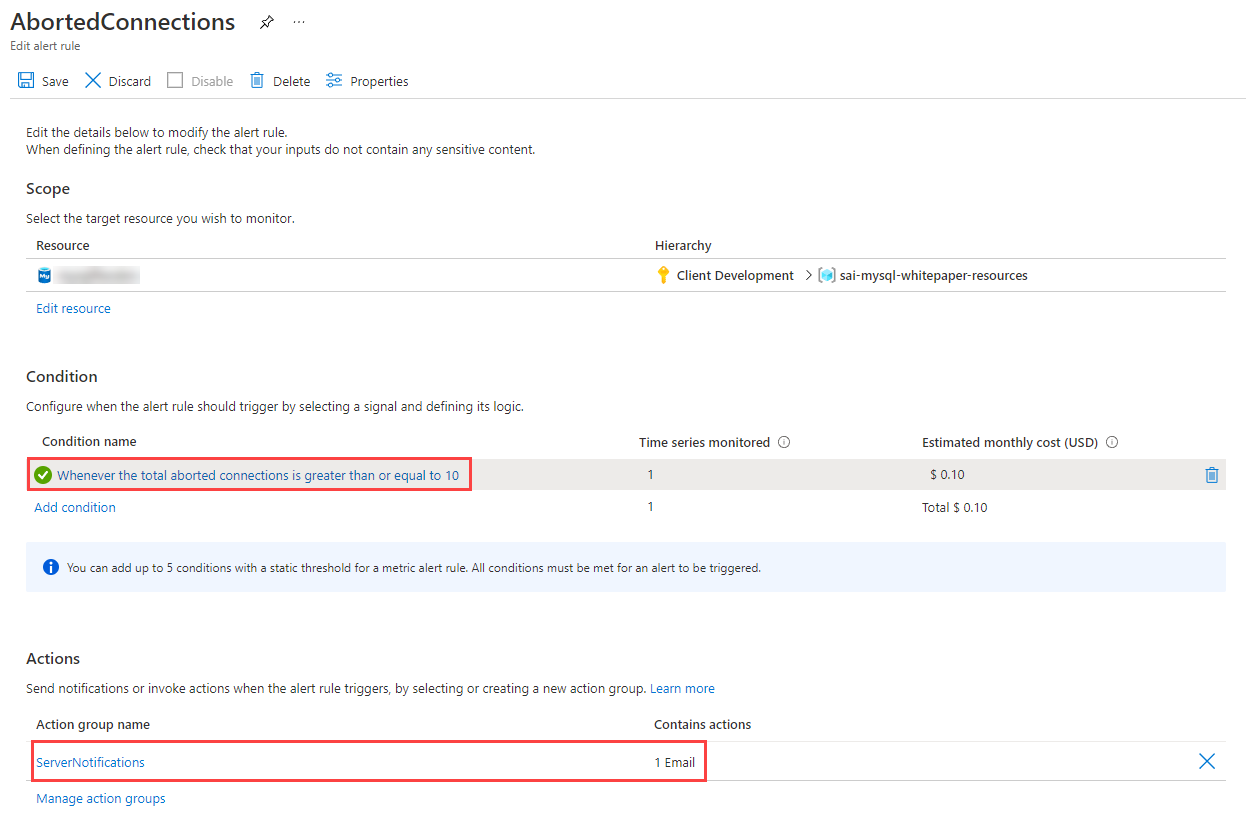 AbortedConnections
Edit alert rule
Save Discard Disable Delete Properties
Edit the details below to modify the alert rule.
When defining the alert rule, check that your inputs do not contain any sensitive content.
Scope
Select the target resource you wish to monitor.
Resource Hierarchy
My Client Development > sai-mysql-whitepaper-resources
Edit resource
Condition
Configure when the alert rule should trigger by selecting a signal and defining its logic.
Condition name Time series monitored Estimated monthly cost (USD)
Whenever the total aborted connections is greater than or equal to 10 1 $ 0.10
Add condition 1 Total $ 0.10
You can add up to 5 conditions with a static threshold for a metric alert rule. All conditions must be met for an alert to be triggered.
Actions
Send notifications or invoke actions when the alert rule triggers, by selecting or creating a new action group. Learn more
Action group name Contains actions
ServerNotifications 1 Email
Manage action groups